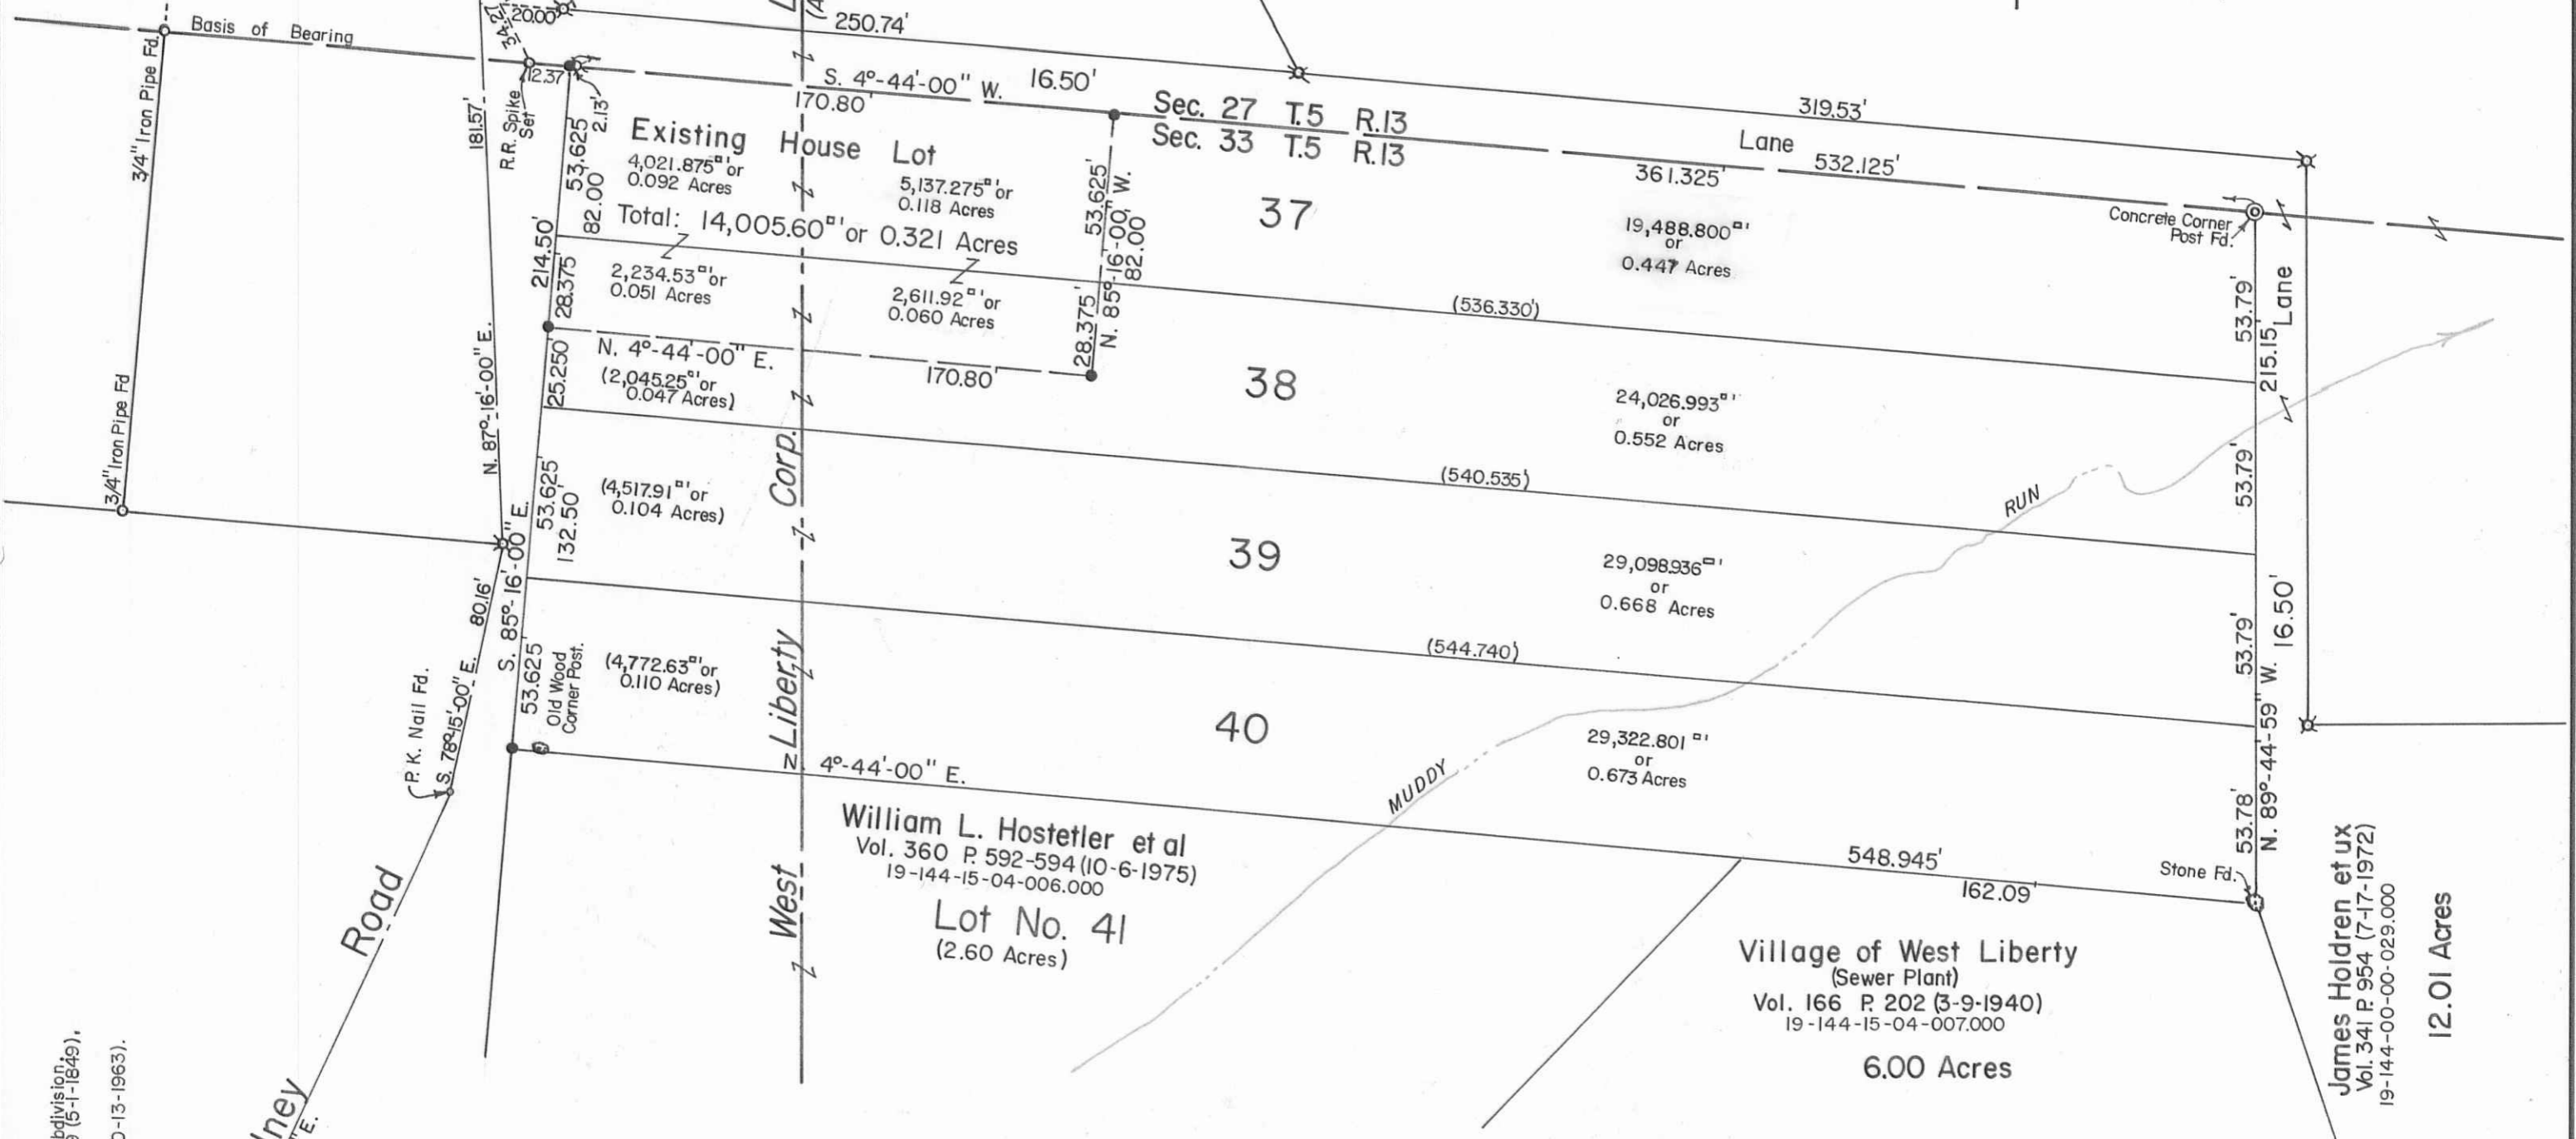 Basis of Bearing
20.00'
250.74'
12.37
2.13'
S. 4°-44'-00" W.
16.50'
170.80'
319.53'
Sec. 27 T.5 R.13
Sec. 33 T.5 R.13
Lane
532.125'
361.325'
3/4" Iron Pipe Fd.
3/4" Iron Pipe Fd
181.57'
R.R. Spike
Set
N. 87°-16'-00" E.
Existing House Lot
4,021.875▫' or
0.092 Acres
5,137.275▫' or
0.118 Acres
Total: 14,005.60▫' or 0.321 Acres
53.625
82.00'
214.50'
28.375
2,234.53▫' or
0.051 Acres
2,611.92▫' or
0.060 Acres
53.625'
N. 85°-16'-00" W.
82.00
28.375'
N. 4°-44'-00" E.
170.80'
25.250'
(2,045.25▫' or
0.047 Acres)
37
19,488.800▫'
or
0.447 Acres
Concrete Corner
Post Fd.
(536.330')
53.79'
Lane
215.15'
38
24,026.993▫'
or
0.552 Acres
(540.535')
53.79'
53.625'
132.50'
(4,517.91▫' or
0.104 Acres)
Corp.
39
29,098.936▫'
or
0.668 Acres
RUN
(544.740')
53.79'
16.50'
S. 85°-16'-00" E.
80.16'
53.625
Old Wood
Corner Post.
(4,772.63▫' or
0.110 Acres)
Liberty
40
29,322.801▫'
or
0.673 Acres
MUDDY
P. K. Nail Fd.
S. 78°-15'-00" E.
N. 4°-44'-00" E.
53.78'
N. 89°-44'-59" W.
548.945'
162.09'
Stone Fd.
West
William L. Hostetler et al
Vol. 360 P. 592-594 (10-6-1975)
19-144-15-04-006.000
Lot No. 41
(2.60 Acres)
Village of West Liberty
(Sewer Plant)
Vol. 166 P. 202 (3-9-1940)
19-144-15-04-007.000
6.00 Acres
James Holdren et ux
Vol. 341 P. 954 (7-17-1972)
19-144-00-00-029.000
12.01 Acres
Road
lney
E.
bdivision,
(5-1-1849),
0-13-1963).